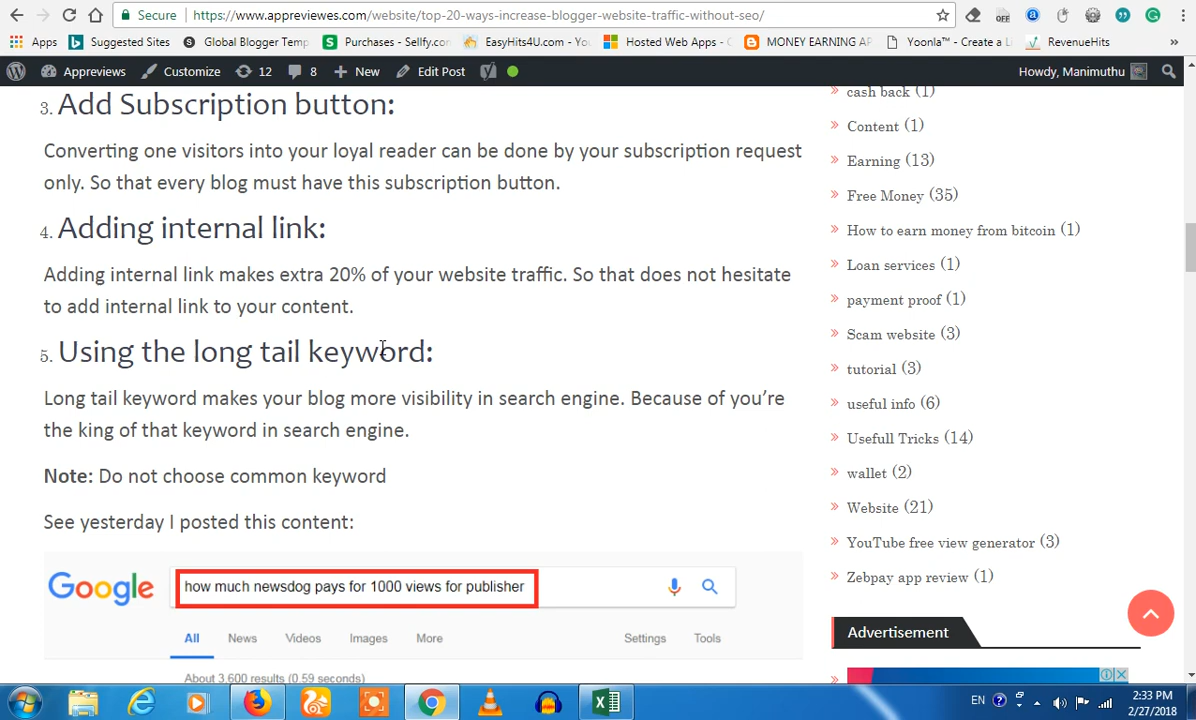 Secure https://www.appreviewes.com/website/top-20-ways-increase-blogger-website-traffic-without-seo/ OFF
Apps Suggested Sites Global Blogger Temp Purchases - Sellfy.co EasyHits4U.com - Yo Hosted Web Apps - MONEY EARNING AP Yoonla™ - Create a Li RevenueHits »
Appreviews Customize 12 8 New Edit Post Howdy, Manimuthu
3. Add Subscription button:
Converting one visitors into your loyal reader can be done by your subscription request
only. So that every blog must have this subscription button.
4. Adding internal link:
Adding internal link makes extra 20% of your website traffic. So that does not hesitate
to add internal link to your content.
5. Using the long tail keyword:
Long tail keyword makes your blog more visibility in search engine. Because of you’re
the king of that keyword in search engine.
Note: Do not choose common keyword
See yesterday I posted this content:
Google how much newsdog pays for 1000 views for publisher
All News Videos Images More Settings Tools
About 3,600 results (0.59 seconds)
» cash back (1)
» Content (1)
» Earning (13)
» Free Money (35)
» How to earn money from bitcoin (1)
» Loan services (1)
» payment proof (1)
» Scam website (3)
» tutorial (3)
» useful info (6)
» Usefull Tricks (14)
» wallet (2)
» Website (21)
» YouTube free view generator (3)
» Zebpay app review (1)
Advertisement
»
EN 2:33 PM
2/27/2018